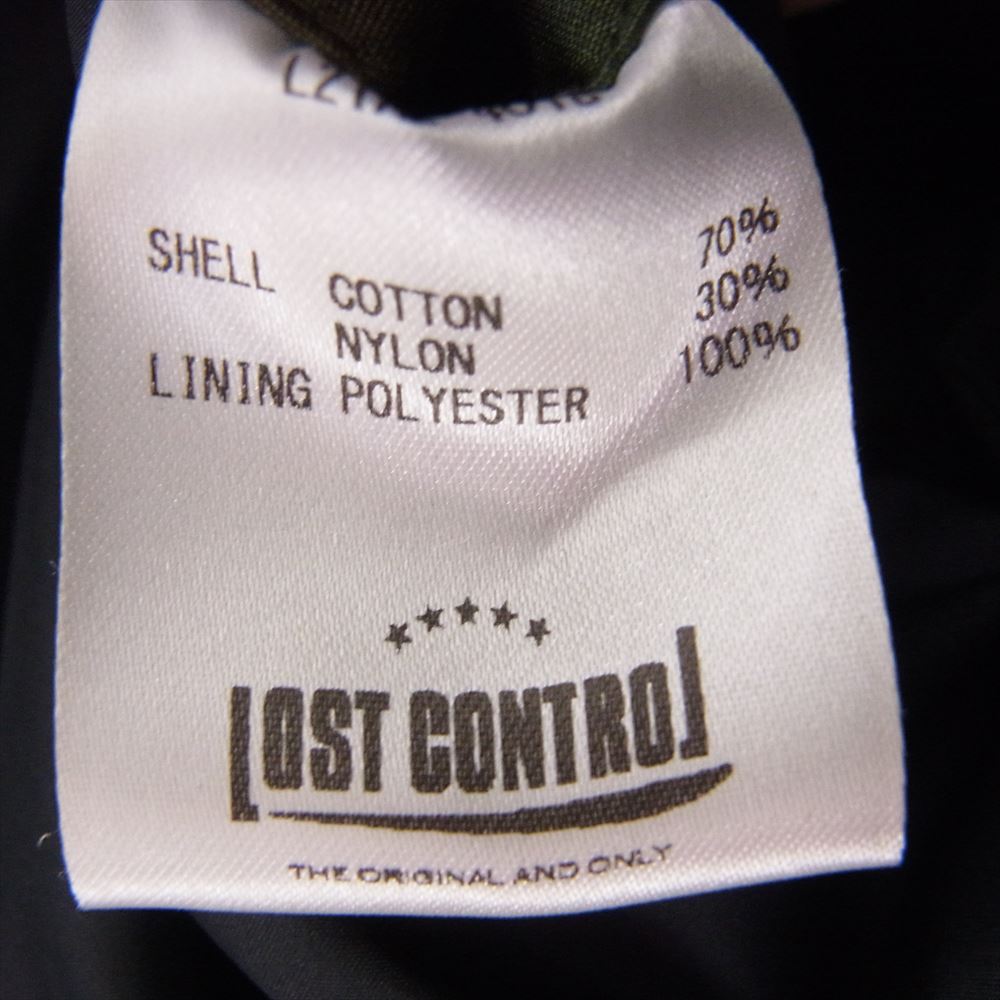 SHELL COTTON 70%
NYLON 30%
LINING POLYESTER 100%
LOST CONTROL
THE ORIGINAL AND ONLY